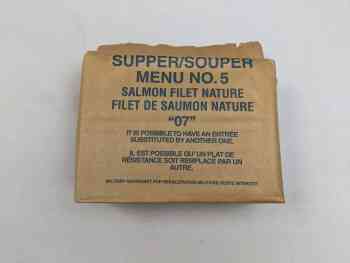 SUPPER/SOUPER
MENU NO. 5
SALMON FILET NATURE
FILET DE SAUMON NATURE
"07"
IT IS POSSIBLE TO HAVE AN ENTRÉE
SUBSTITUTED BY ANOTHER ONE.
IL EST POSSIBLE QU'UN PLAT DE
RÉSISTANCE SOIT REMPLACÉ PAR UN
AUTRE.